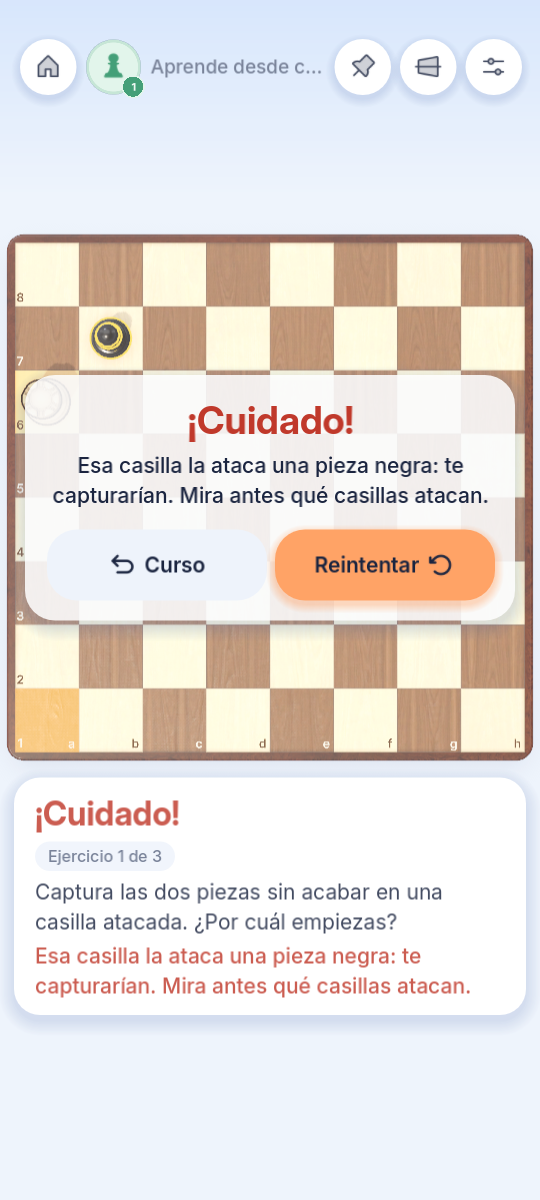 1
Aprende desde c...
8
7
6
5
4
3
2
1 a b c d e f g h
¡Cuidado!
Esa casilla la ataca una pieza negra: te
capturarían. Mira antes qué casillas atacan.
Curso Reintentar
¡Cuidado!
Ejercicio 1 de 3
Captura las dos piezas sin acabar en una
casilla atacada. ¿Por cuál empiezas?
Esa casilla la ataca una pieza negra: te
capturarían. Mira antes qué casillas atacan.